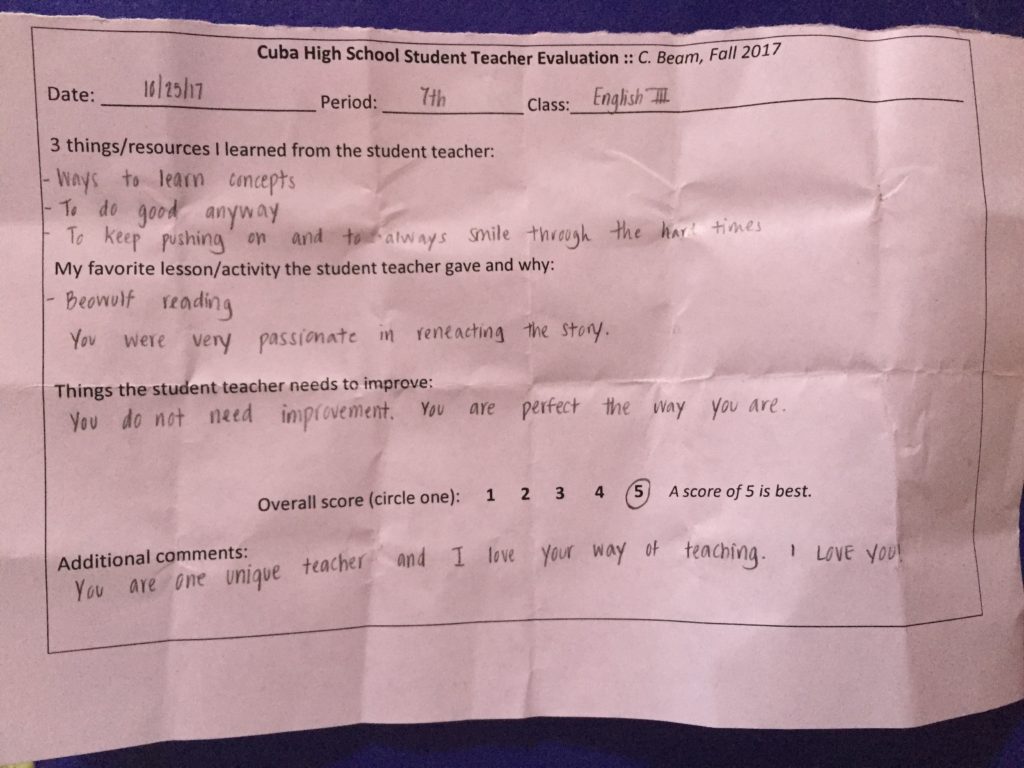 Cuba High School Student Teacher Evaluation :: C. Beam, Fall 2017
Date: 10/25/17 Period: 7th Class: English III
3 things/resources I learned from the student teacher:
- Ways to learn concepts
- To do good anyway
- To keep pushing on and to always smile through the hard times
My favorite lesson/activity the student teacher gave and why:
- Beowulf reading
You were very passionate in reneacting the story.
Things the student teacher needs to improve:
You do not need improvement. You are perfect the way you are.
Overall score (circle one): 1 2 3 4 5 A score of 5 is best.
Additional comments:
You are one unique teacher and I love your way of teaching. I LOVE YOU!